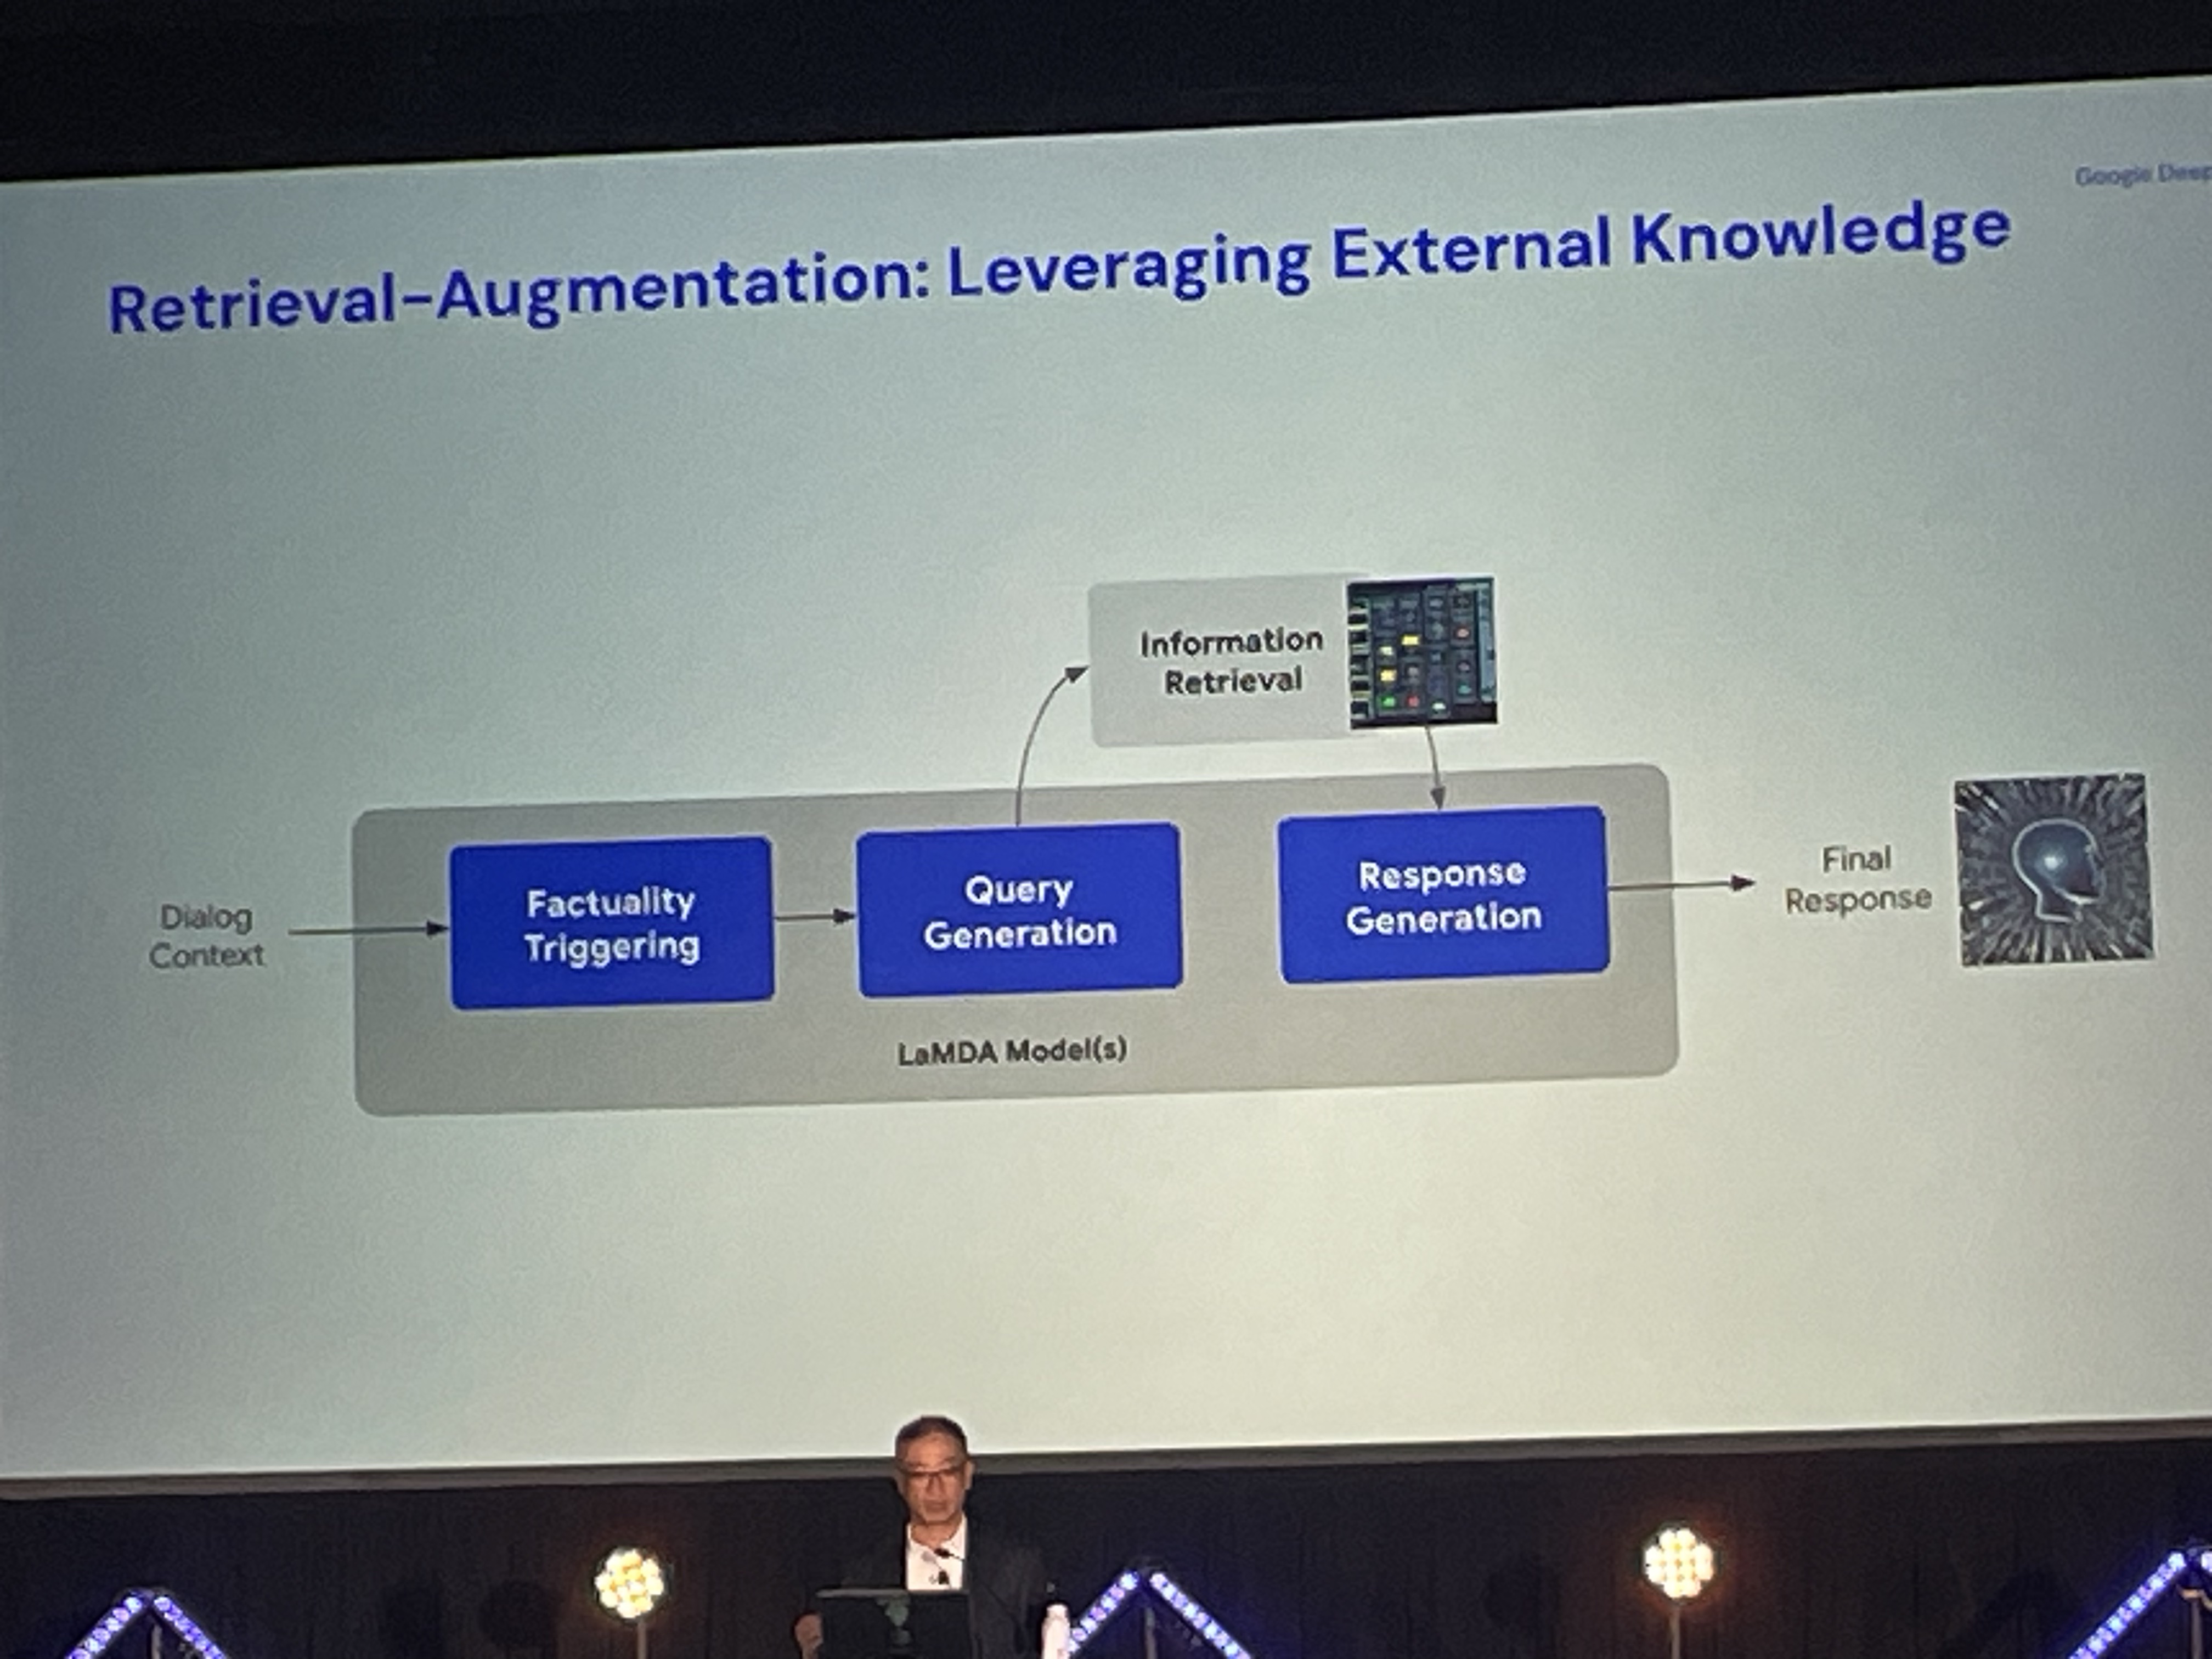 Google Deep
Retrieval-Augmentation: Leveraging External Knowledge
Information
Retrieval
Dialog
Context
Factuality
Triggering
Query
Generation
Response
Generation
Final
Response
LaMDA Model(s)